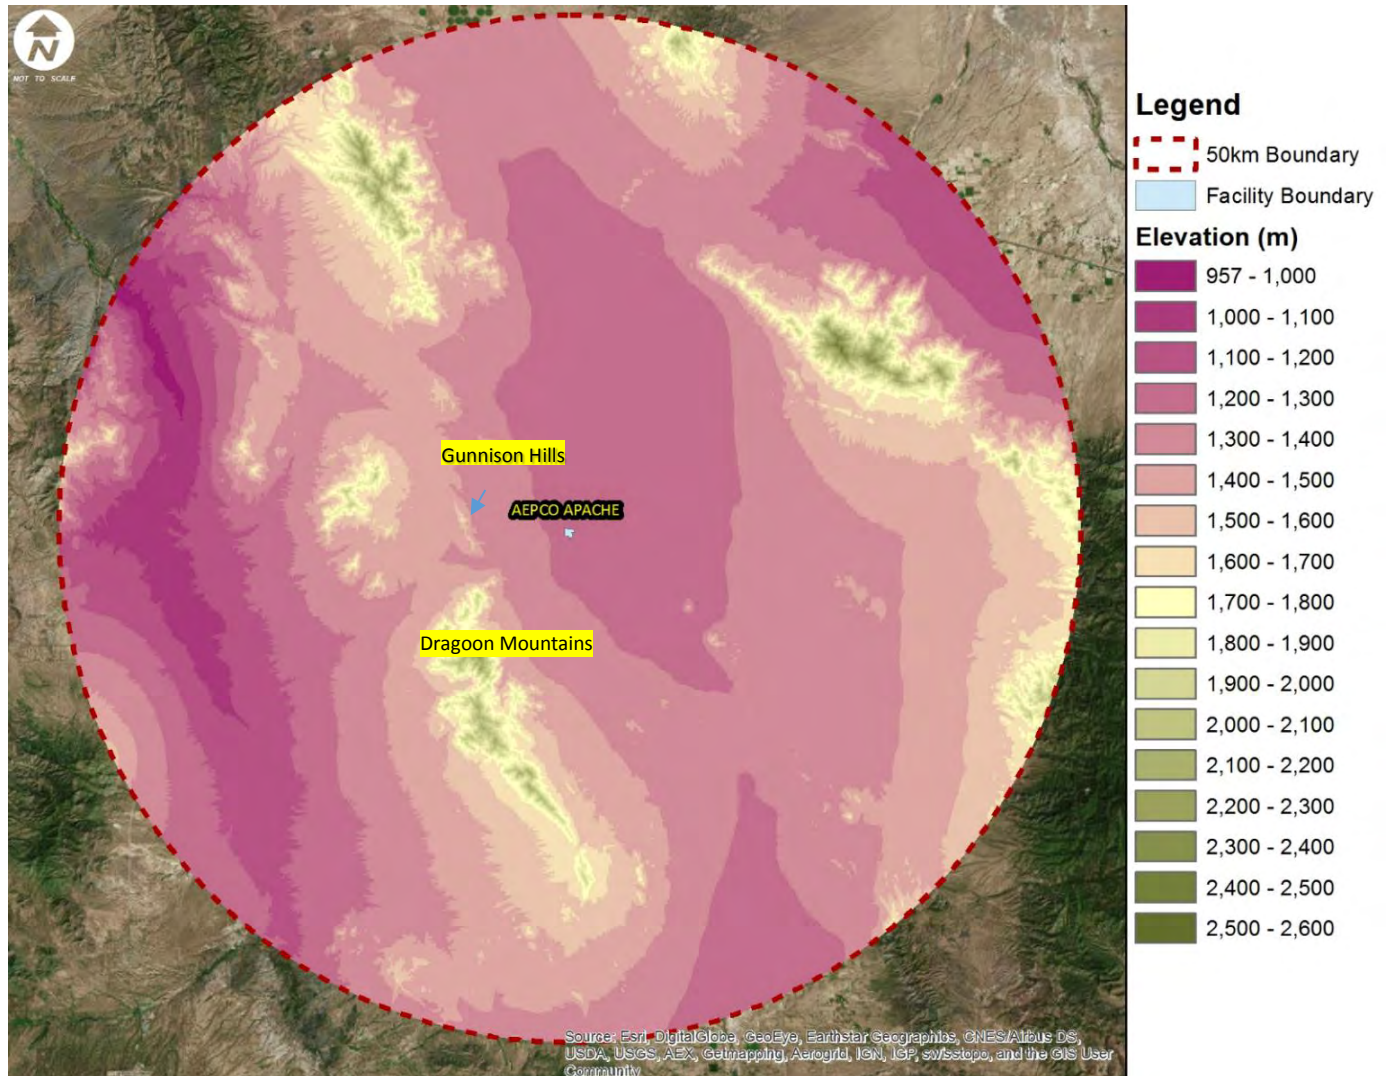 N
NOT TO SCALE
Gunnison Hills
AEPCO APACHE
Dragoon Mountains
Legend
50km Boundary
Facility Boundary
Elevation (m)
957 - 1,000
1,000 - 1,100
1,100 - 1,200
1,200 - 1,300
1,300 - 1,400
1,400 - 1,500
1,500 - 1,600
1,600 - 1,700
1,700 - 1,800
1,800 - 1,900
1,900 - 2,000
2,000 - 2,100
2,100 - 2,200
2,200 - 2,300
2,300 - 2,400
2,400 - 2,500
2,500 - 2,600
Source: Esri, DigitalGlobe, GeoEye, Earthstar Geographics, CNES/Airbus DS,
USDA, USGS, AEX, Getmapping, Aerogrid, IGN, IGP, swisstopo, and the GIS User
Community